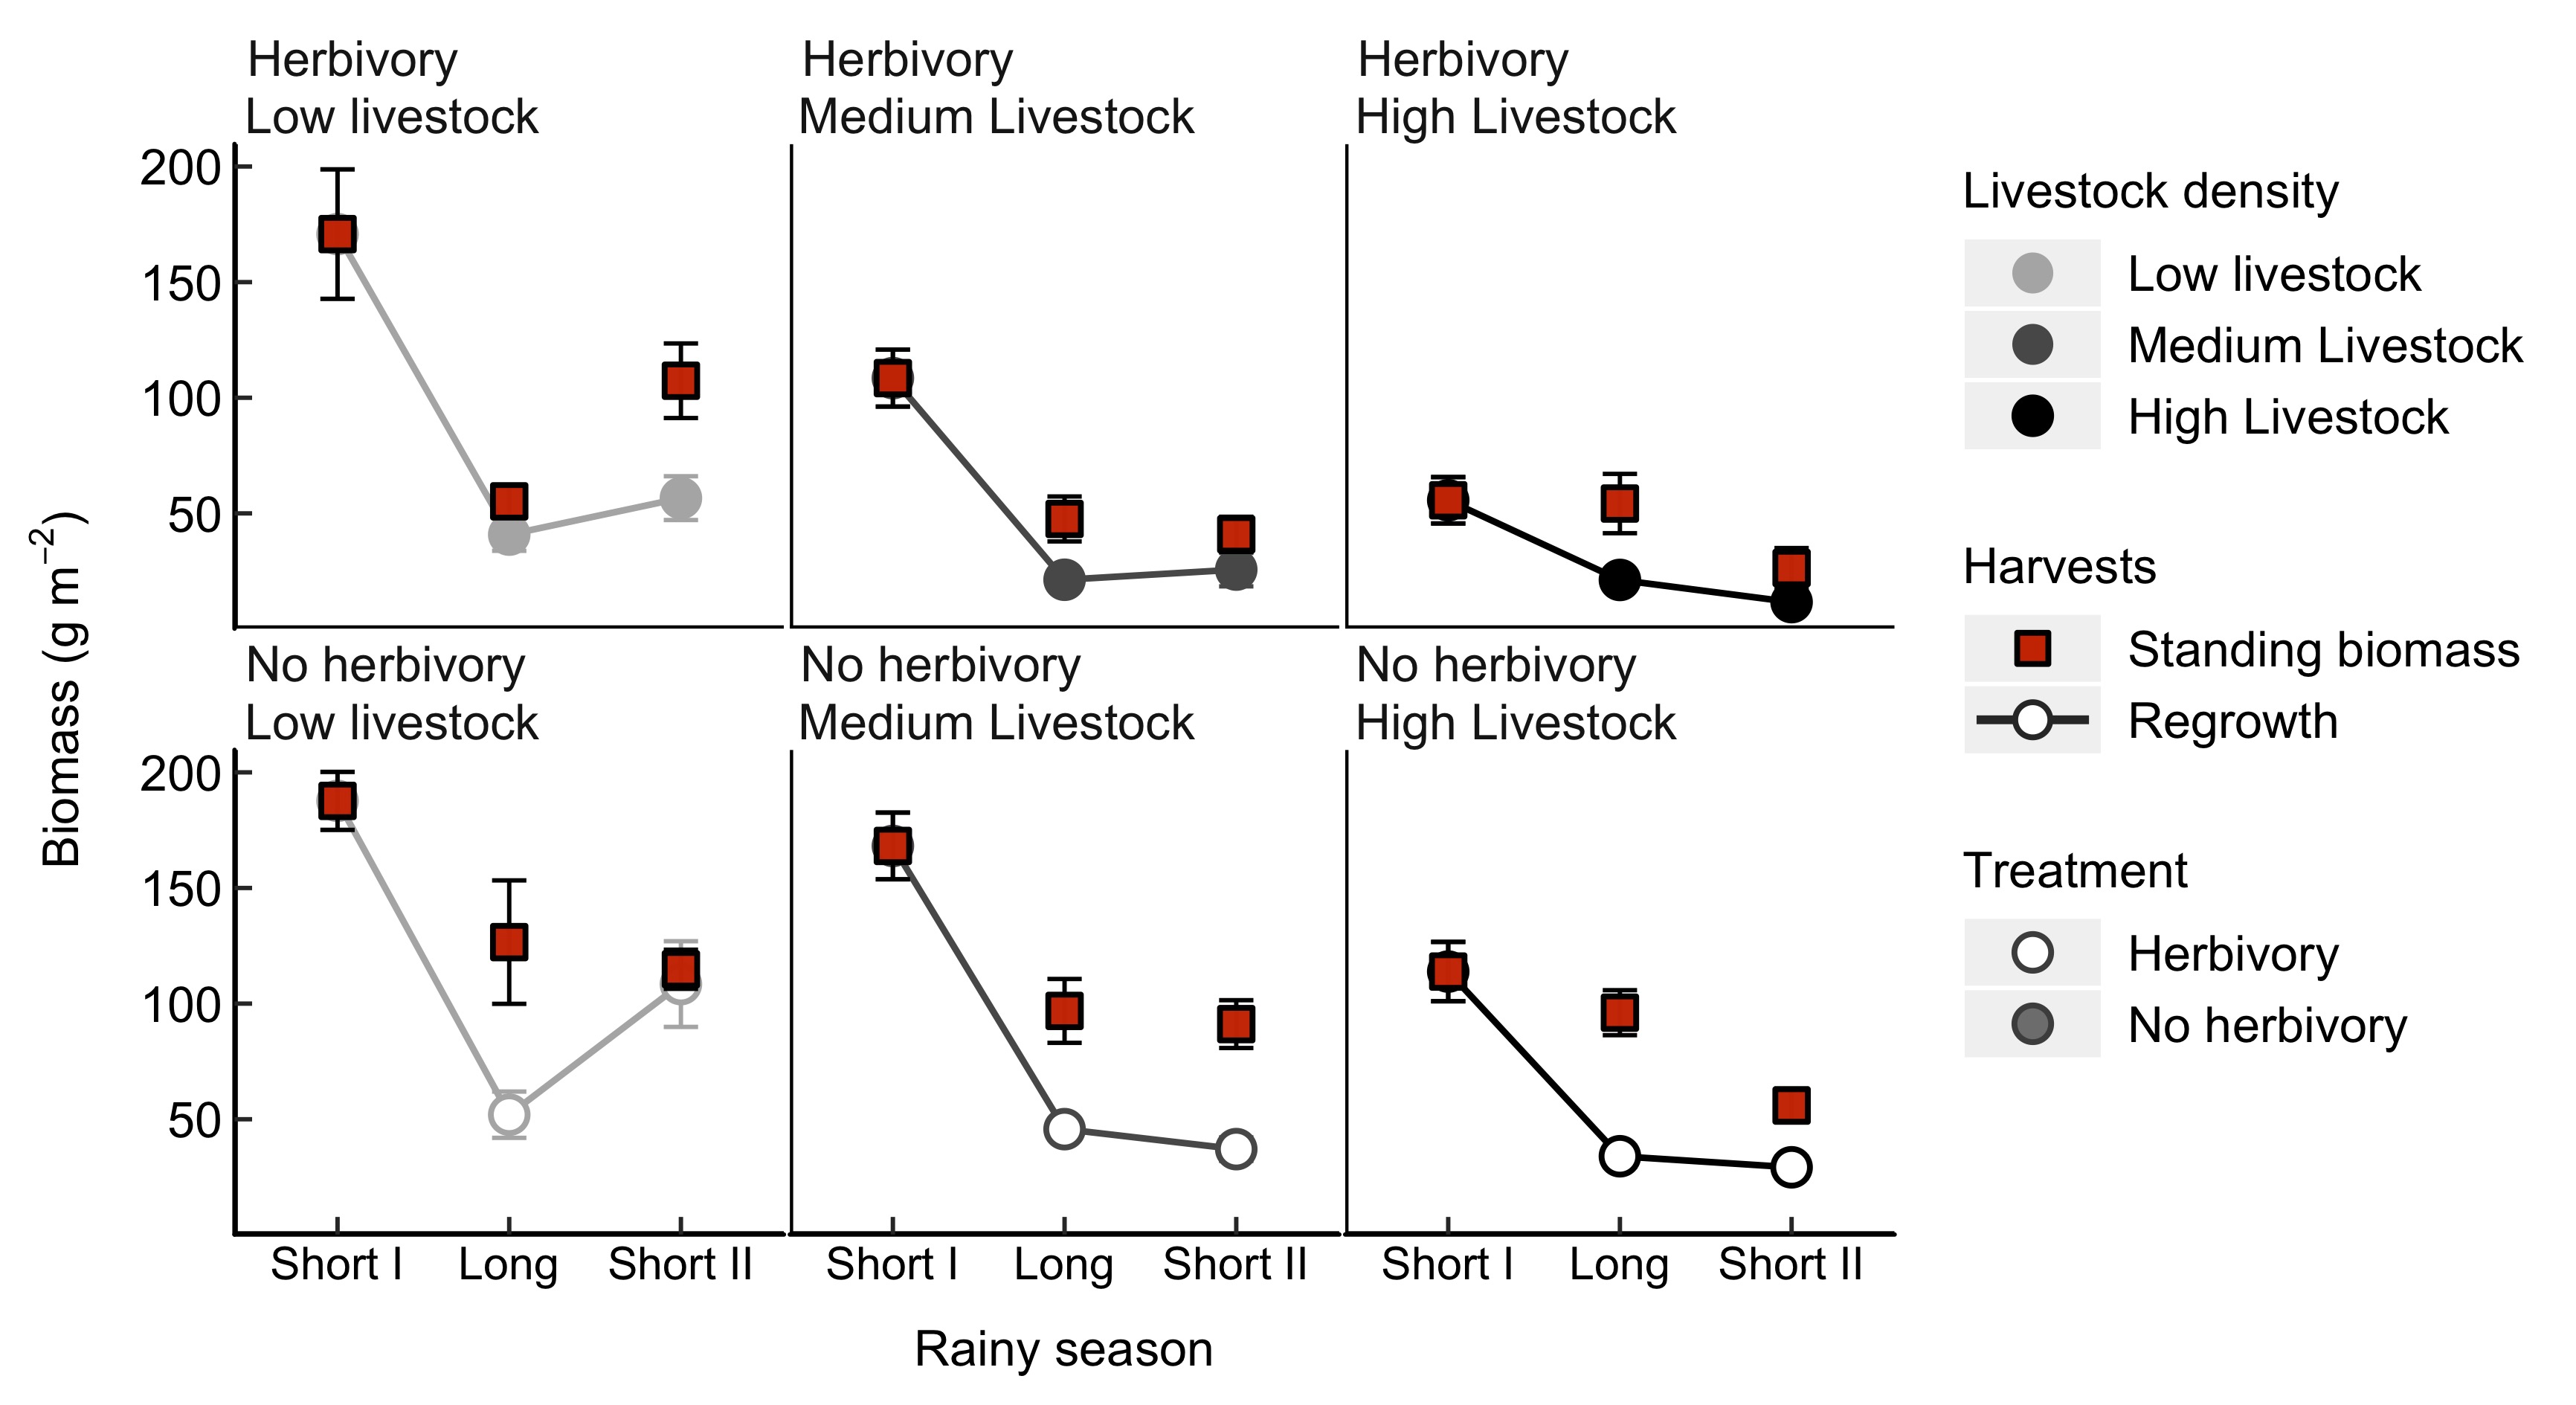 Herbivory
Low livestock
Herbivory
Medium Livestock
Herbivory
High Livestock
200
150
100
50
No herbivory
Low livestock
No herbivory
Medium Livestock
No herbivory
High Livestock
200
150
100
50
Short I Long Short II
Short I Long Short II
Short I Long Short II
Rainy season
Biomass (g m⁻²)
Livestock density
Low livestock
Medium Livestock
High Livestock
Harvests
Standing biomass
Regrowth
Treatment
Herbivory
No herbivory